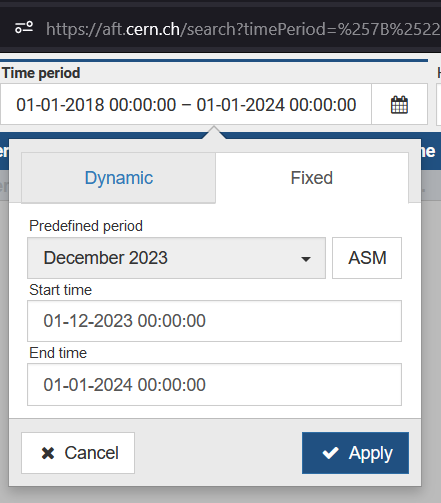 https://aft.cern.ch/search?timePeriod=%257B%2522
Time period
01-01-2018 00:00:00 – 01-01-2024 00:00:00
Dynamic
Fixed
Predefined period
December 2023
ASM
Start time
01-12-2023 00:00:00
End time
01-01-2024 00:00:00
Cancel
Apply